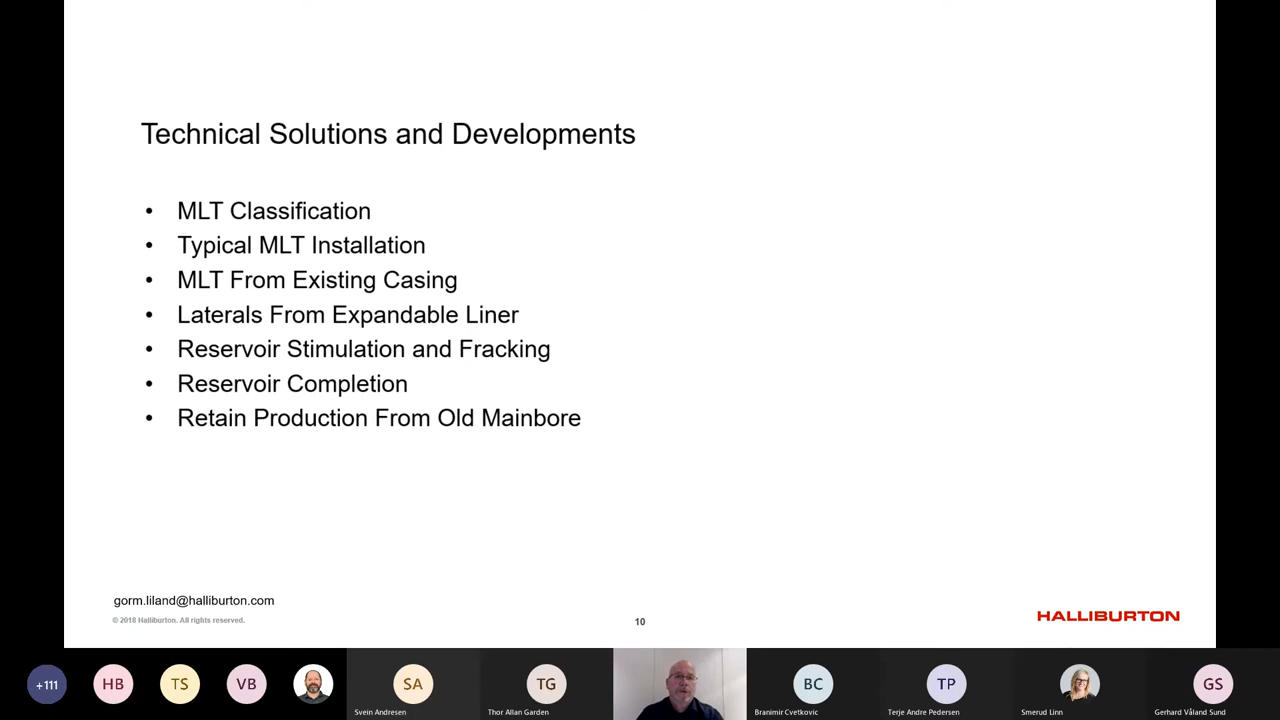 Technical Solutions and Developments
• MLT Classification
• Typical MLT Installation
• MLT From Existing Casing
• Laterals From Expandable Liner
• Reservoir Stimulation and Fracking
• Reservoir Completion
• Retain Production From Old Mainbore
gorm.liland@halliburton.com
© 2018 Halliburton. All rights reserved.
10
HALLIBURTON
+111
HB
TS
VB
SA
Svein Andresen
TG
Thor Allan Garden
BC
Branimir Cvetkovic
TP
Terje Andre Pedersen
Smerud Linn
GS
Gerhard Våland Sund